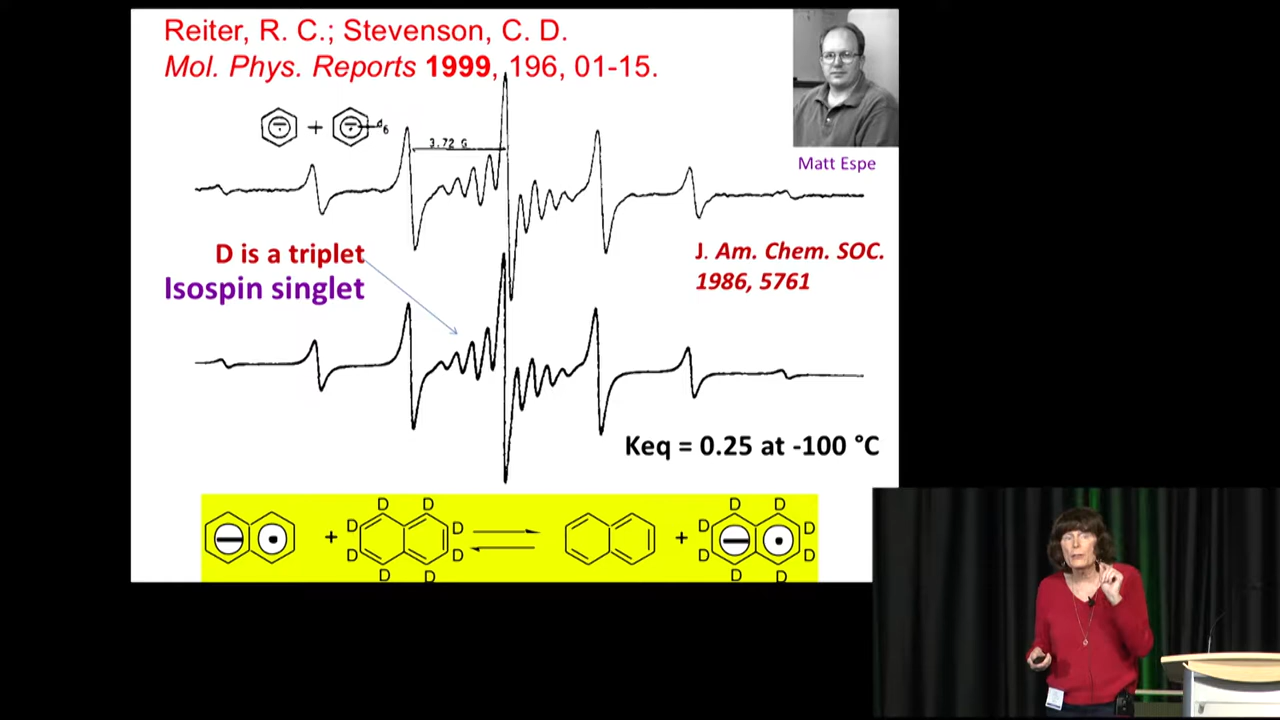 Reiter, R. C.; Stevenson, C. D.
Mol. Phys. Reports 1999, 196, 01-15.
+ d6
3.72 G
Matt Espe
D is a triplet
Isospin singlet
J. Am. Chem. SOC.
1986, 5761
Keq = 0.25 at -100 °C
D D D D
D D D D
+ +
D D D D
D D D D